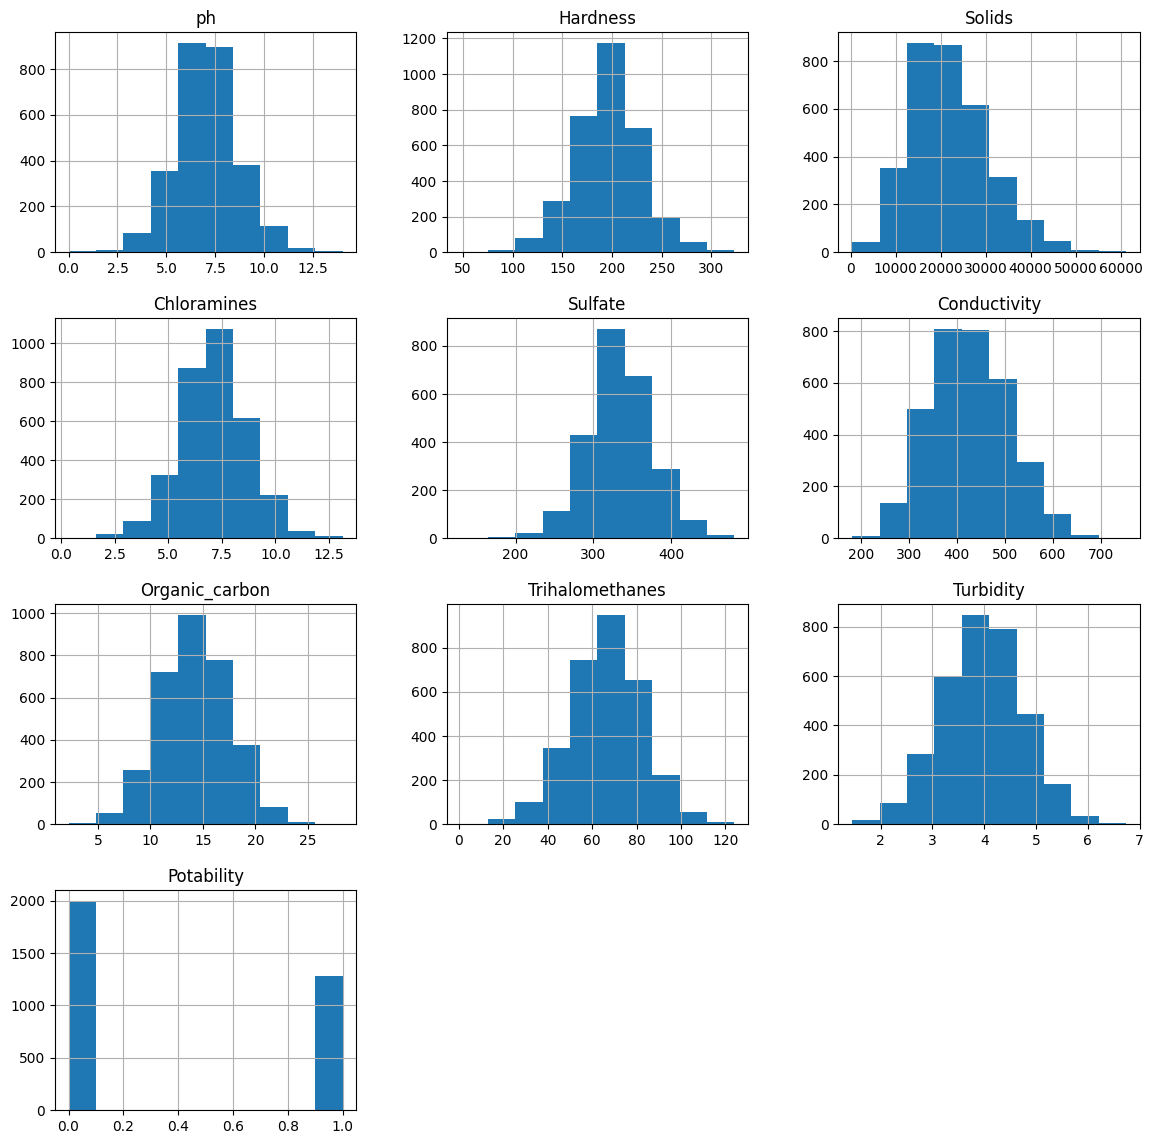 ph
800
600
400
200
0
0.0 2.5 5.0 7.5 10.0 12.5
Hardness
1200
1000
800
600
400
200
0
50 100 150 200 250 300
Solids
800
600
400
200
0
0 10000 20000 30000 40000 50000 60000
Chloramines
1000
800
600
400
200
0
0.0 2.5 5.0 7.5 10.0 12.5
Sulfate
800
600
400
200
0
200 300 400
Conductivity
800
600
400
200
0
200 300 400 500 600 700
Organic_carbon
1000
800
600
400
200
0
5 10 15 20 25
Trihalomethanes
800
600
400
200
0
0 20 40 60 80 100 120
Turbidity
800
600
400
200
0
2 3 4 5 6 7
Potability
2000
1500
1000
500
0
0.0 0.2 0.4 0.6 0.8 1.0